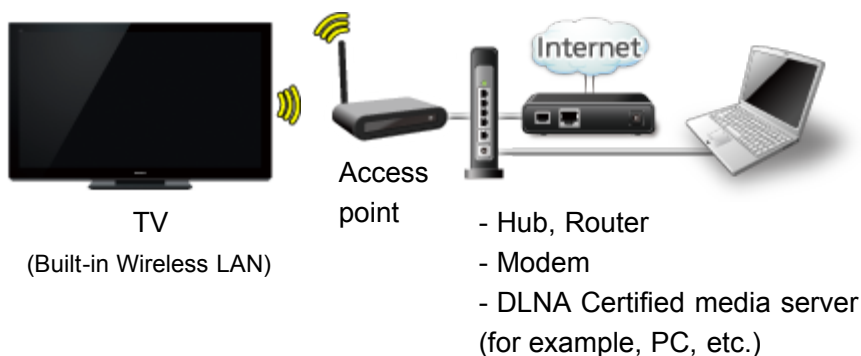 Internet
Access
point
TV
(Built-in Wireless LAN)
- Hub, Router
- Modem
- DLNA Certified media server
(for example, PC, etc.)